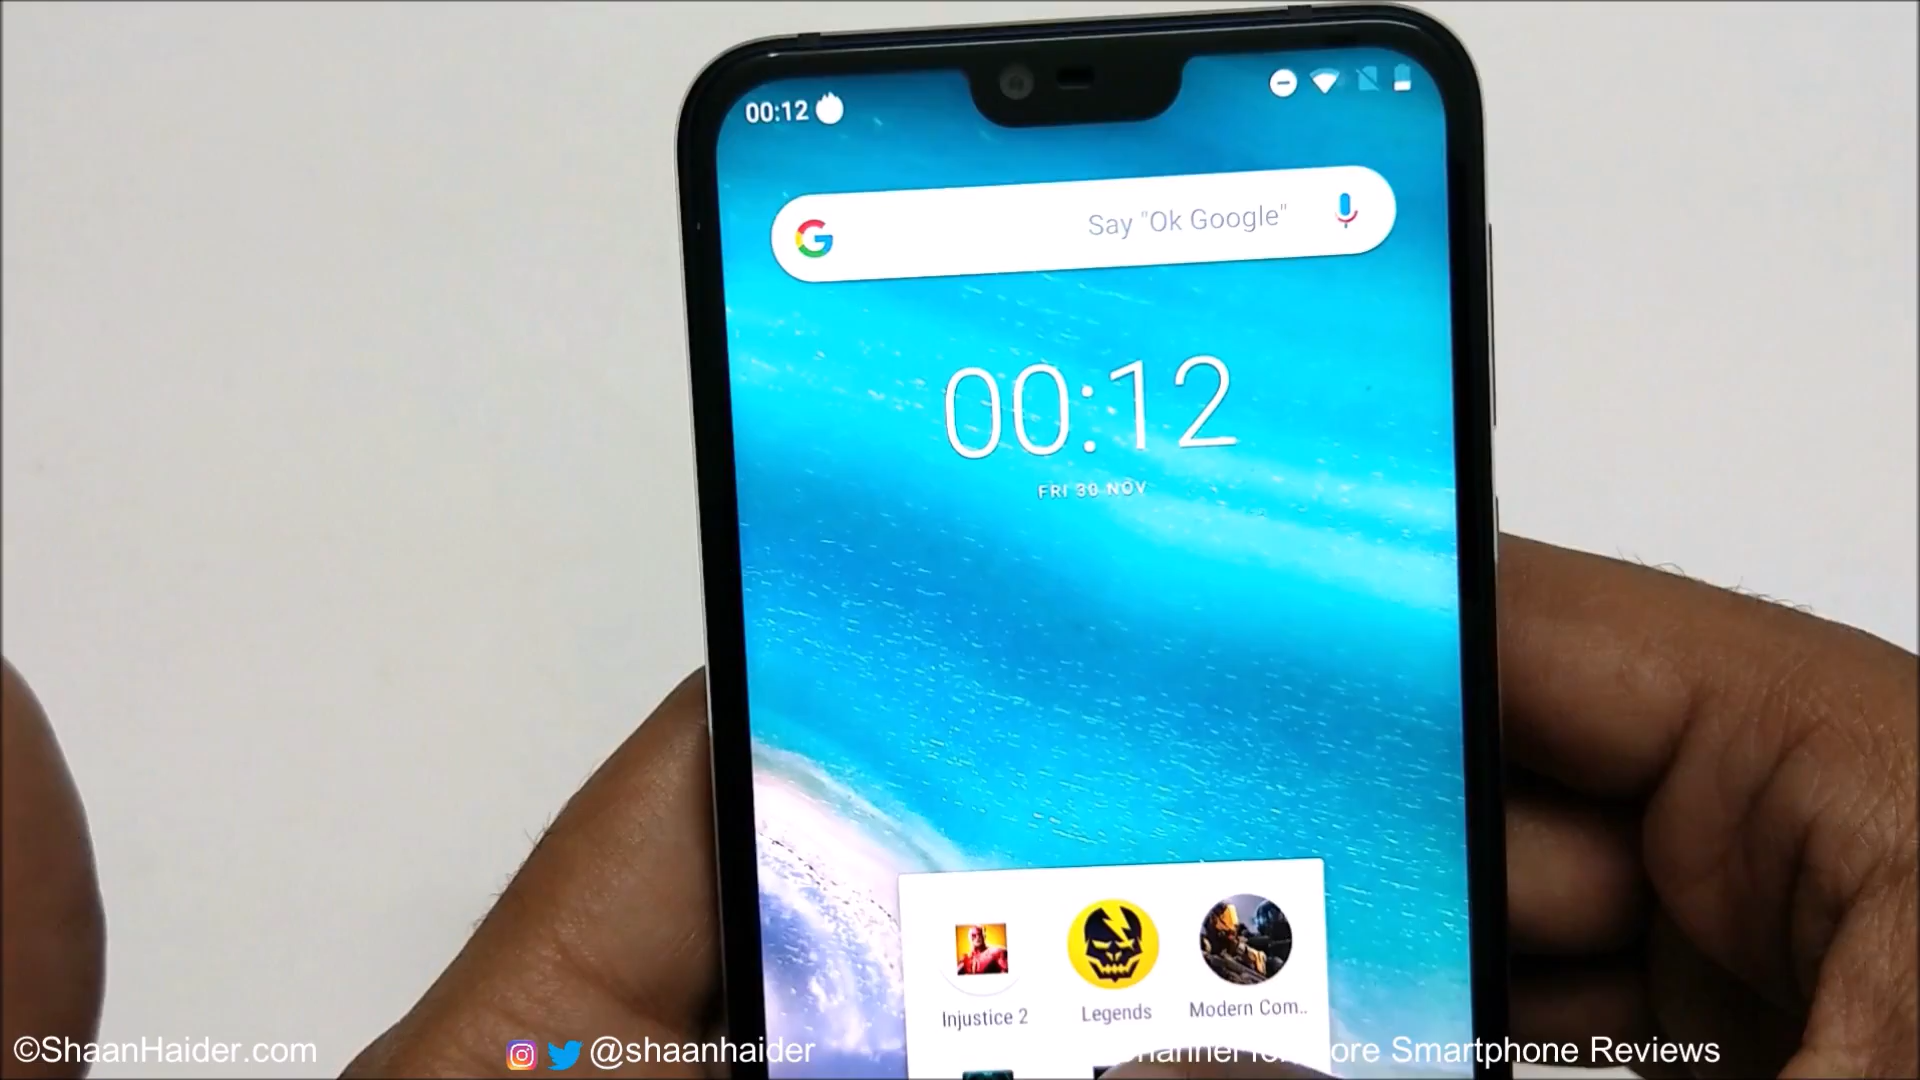 00:12
Say "Ok Google"
00:12
FRI 30 NOV
Injustice 2
Legends
Modern Com..
©ShaanHaider.com
@shaanhaider
Smartphone Reviews